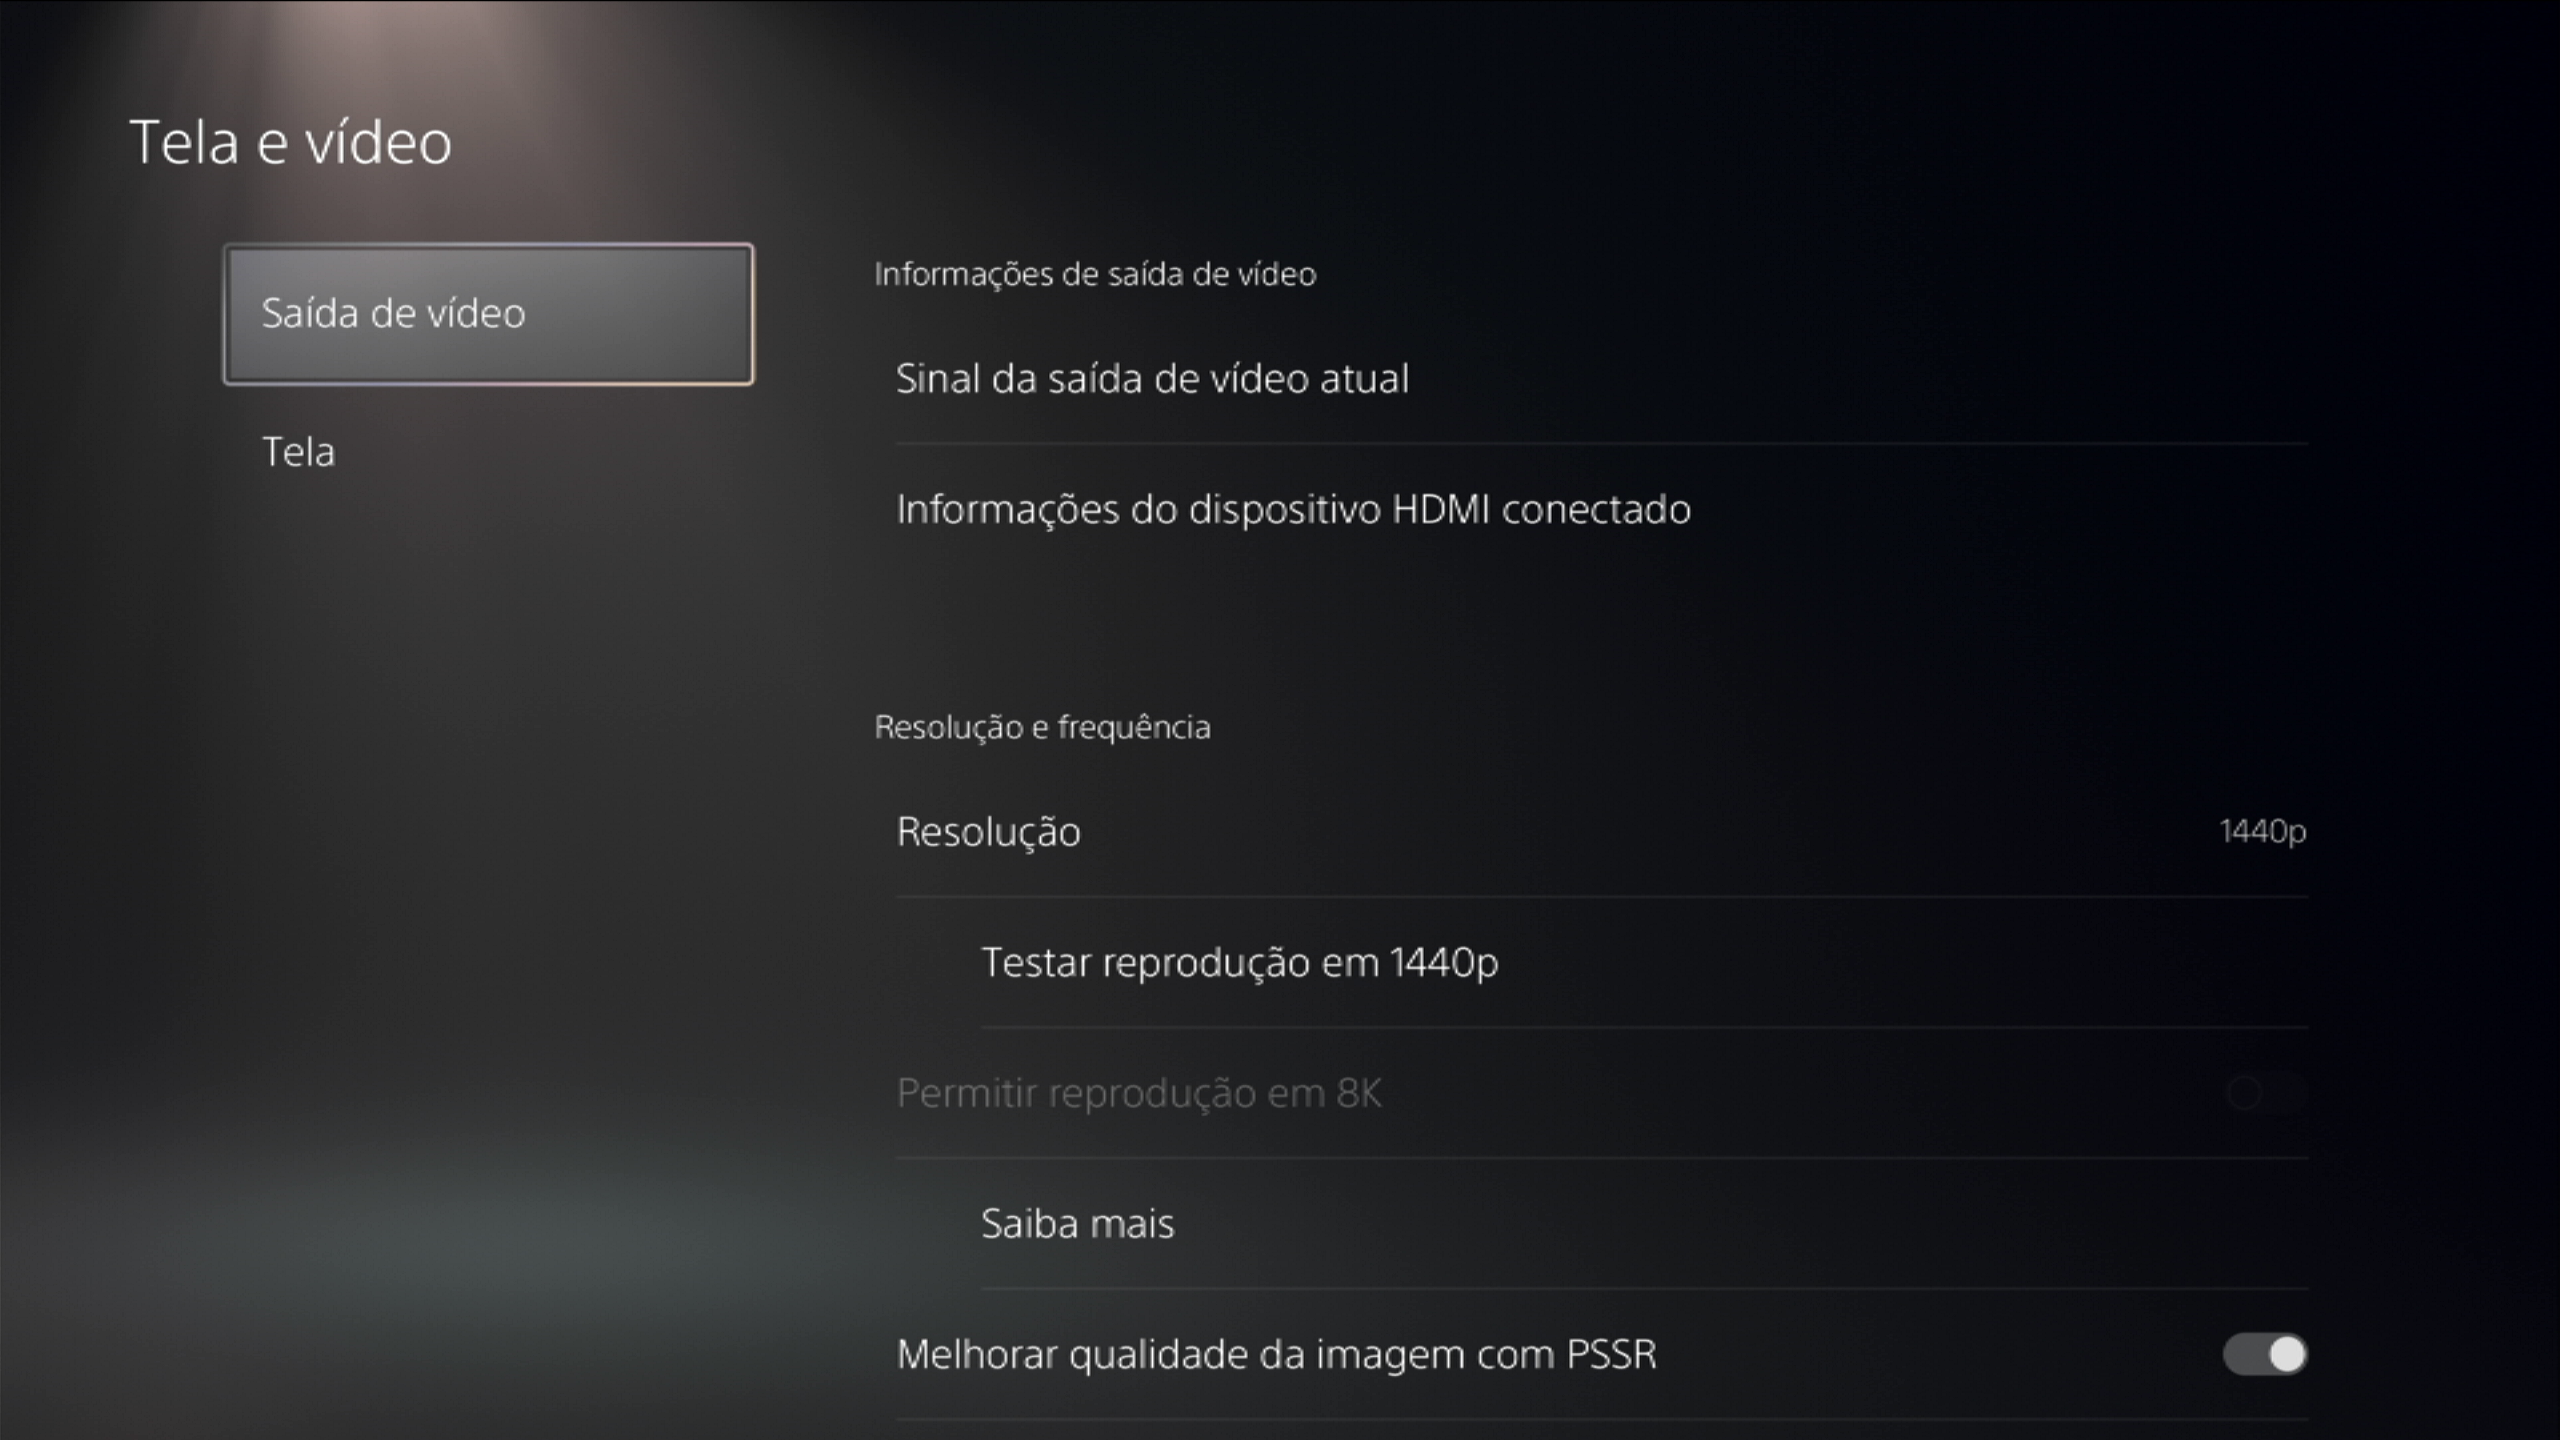 Tela e vídeo
Saída de vídeo
Tela
Informações de saída de vídeo
Sinal da saída de vídeo atual
Informações do dispositivo HDMI conectado
Resolução e frequência
Resolução 1440p
Testar reprodução em 1440p
Permitir reprodução em 8K
Saiba mais
Melhorar qualidade da imagem com PSSR